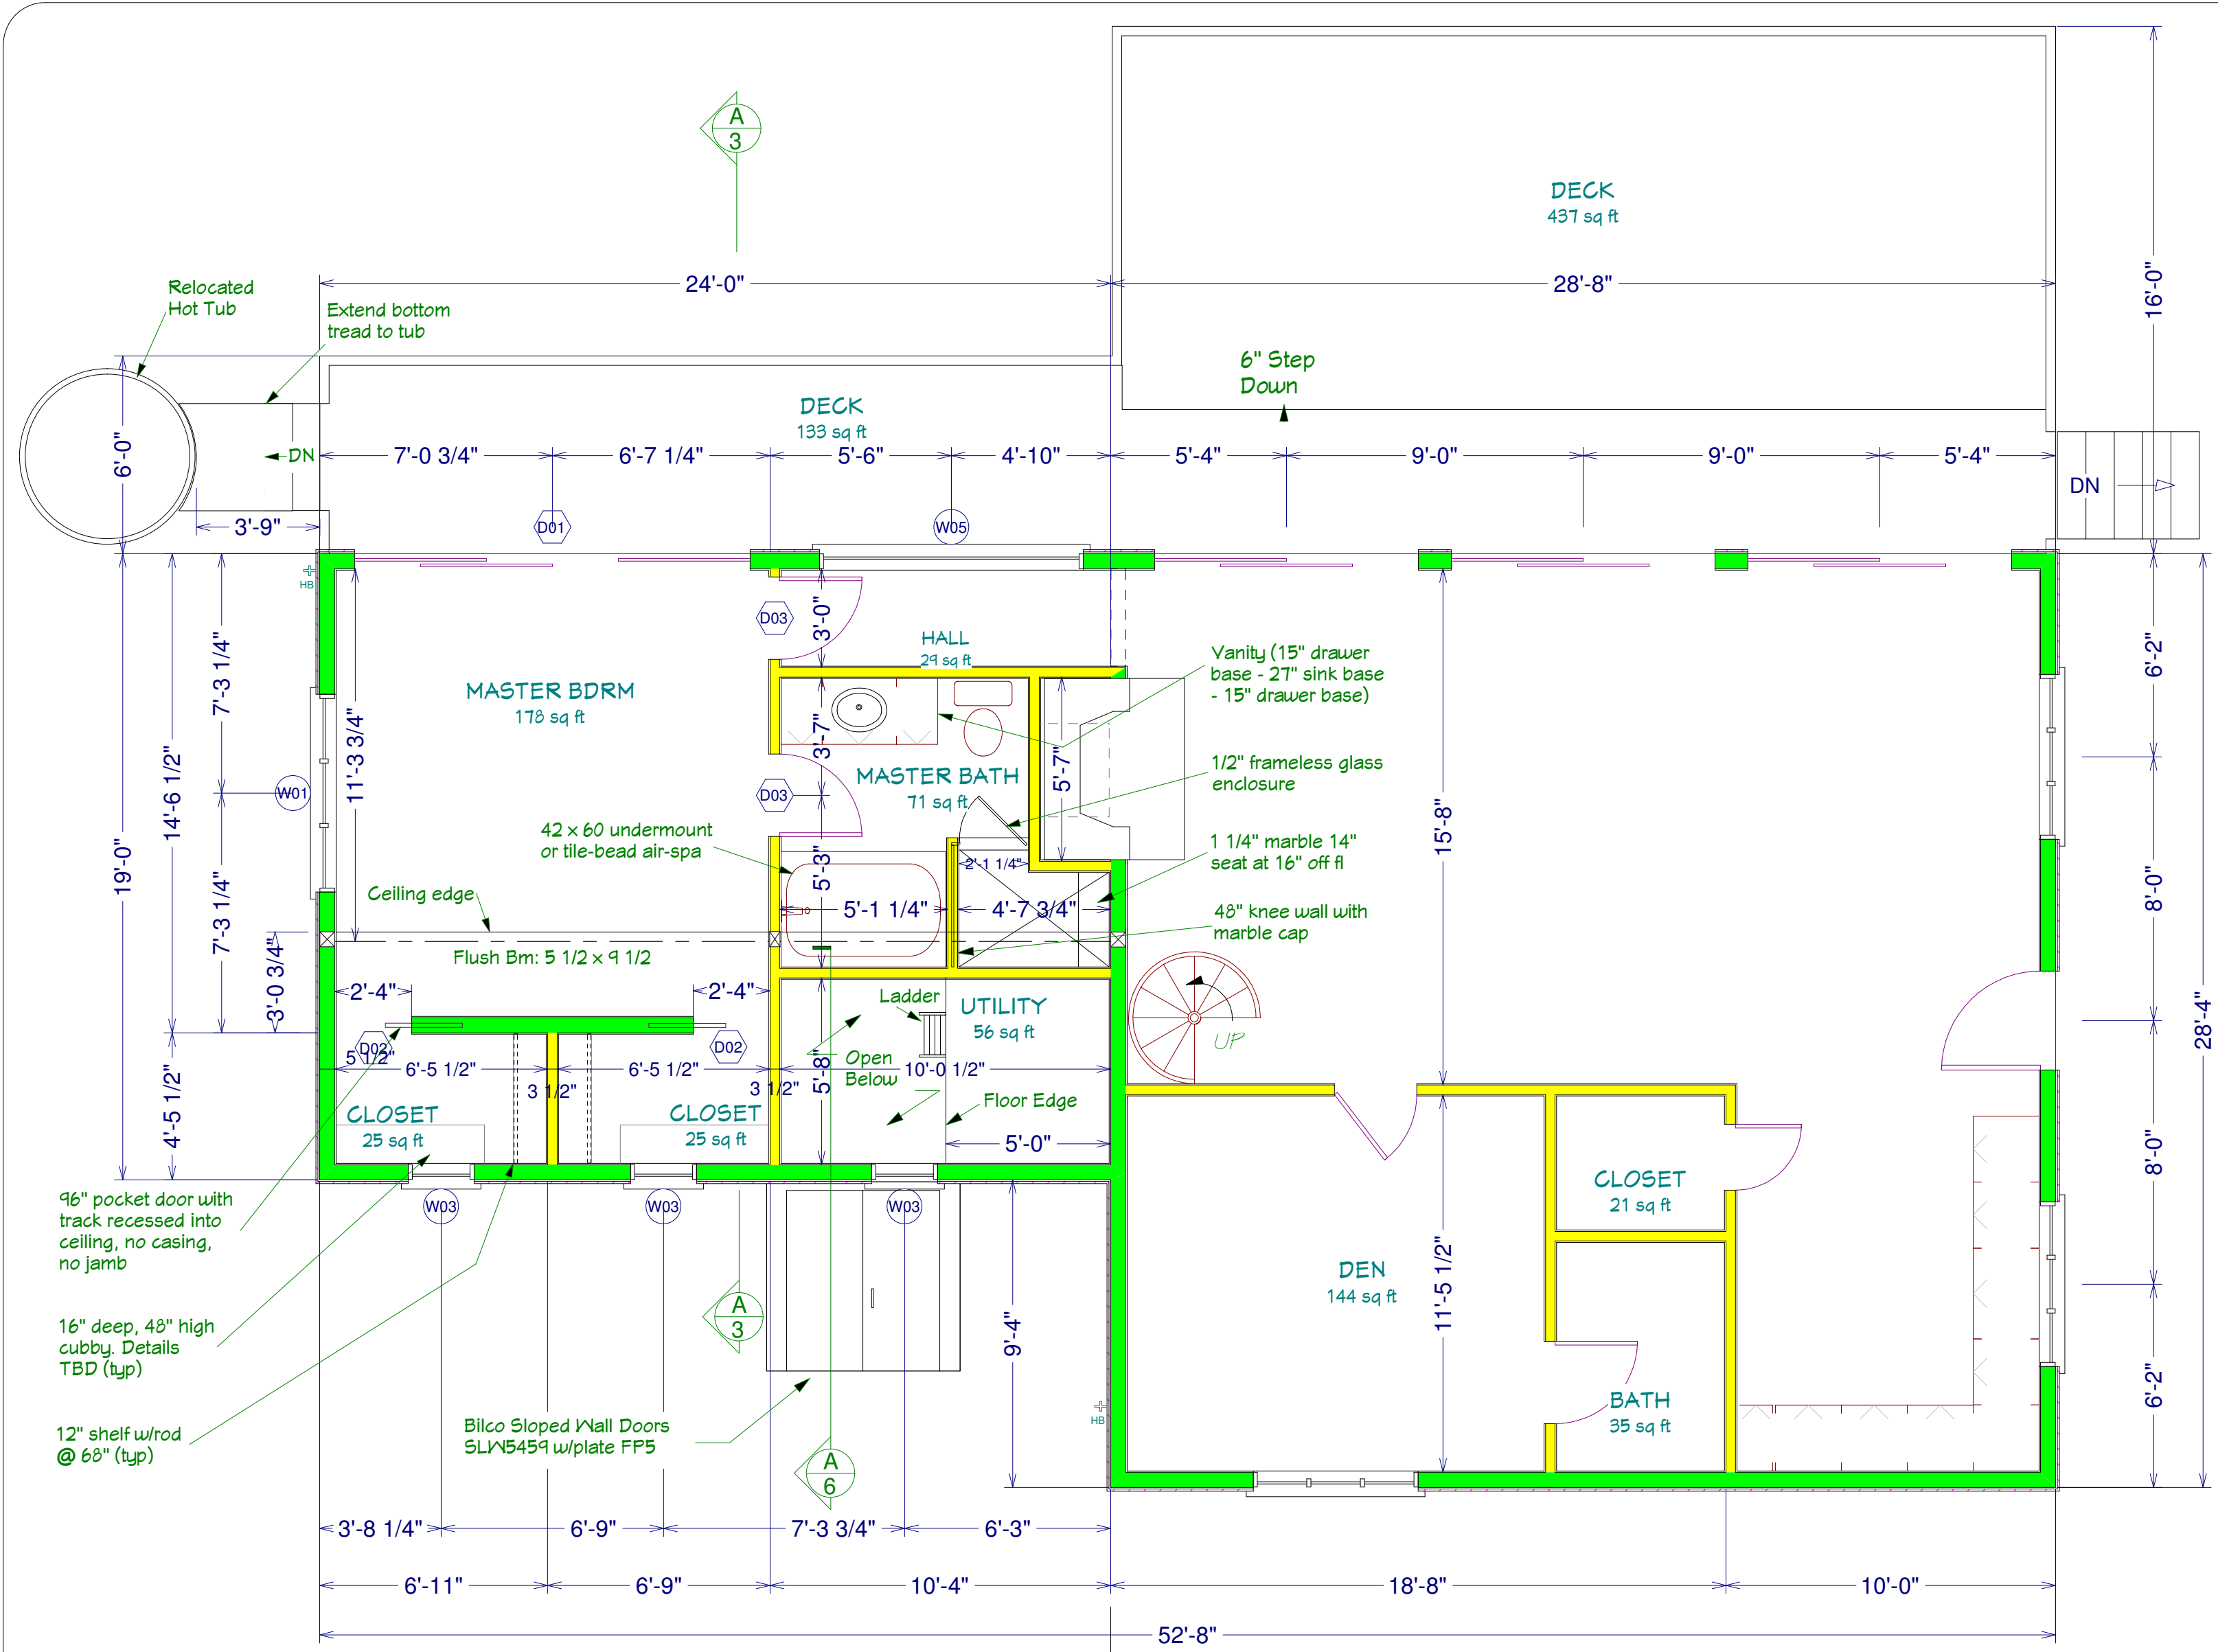 A
3
DECK
437 sq ft
Relocated
Hot Tub
Extend bottom
tread to tub
24'-0"
28'-8"
16'-0"
6" Step
Down
DECK
133 sq ft
6'-0"
DN
7'-0 3/4"
6'-7 1/4"
5'-6"
4'-10"
5'-4"
9'-0"
9'-0"
5'-4"
DN
3'-9"
D01
W05
HB
D03
3'-0"
HALL
29 sq ft
Vanity (15" drawer
base - 27" sink base
- 15" drawer base)
6'-2"
7'-3 1/4"
MASTER BDRM
178 sq ft
11'-3 3/4"
3'-7"
MASTER BATH
71 sq ft
5'-7"
1/2" frameless glass
enclosure
W01
D03
14'-6 1/2"
19'-0"
42 x 60 undermount
or tile-bead air-spa
5'-3"
2'-1 1/4"
1 1/4" marble 14"
seat at 16" off fl
15'-8"
Ceiling edge
7'-3 1/4"
5'-1 1/4"
4'-7 3/4"
48" knee wall with
marble cap
8'-0"
3'-0 3/4"
Flush Bm: 5 1/2 x 9 1/2
2'-4"
2'-4"
Ladder
UTILITY
56 sq ft
UP
28'-4"
D02
D02
5 1/2"
6'-5 1/2"
3 1/2"
6'-5 1/2"
3 1/2"
5'-8"
Open
Below
10'-0 1/2"
Floor Edge
4'-5 1/2"
CLOSET
25 sq ft
CLOSET
25 sq ft
5'-0"
8'-0"
CLOSET
21 sq ft
96" pocket door with
track recessed into
ceiling, no casing,
no jamb
W03
W03
W03
DEN
144 sq ft
11'-5 1/2"
A
3
9'-4"
16" deep, 48" high
cubby. Details
TBD (typ)
6'-2"
BATH
35 sq ft
HB
12" shelf w/rod
@ 68" (typ)
Bilco Sloped Wall Doors
SLW5459 w/plate FP5
A
6
3'-8 1/4"
6'-9"
7'-3 3/4"
6'-3"
6'-11"
6'-9"
10'-4"
18'-8"
10'-0"
52'-8"